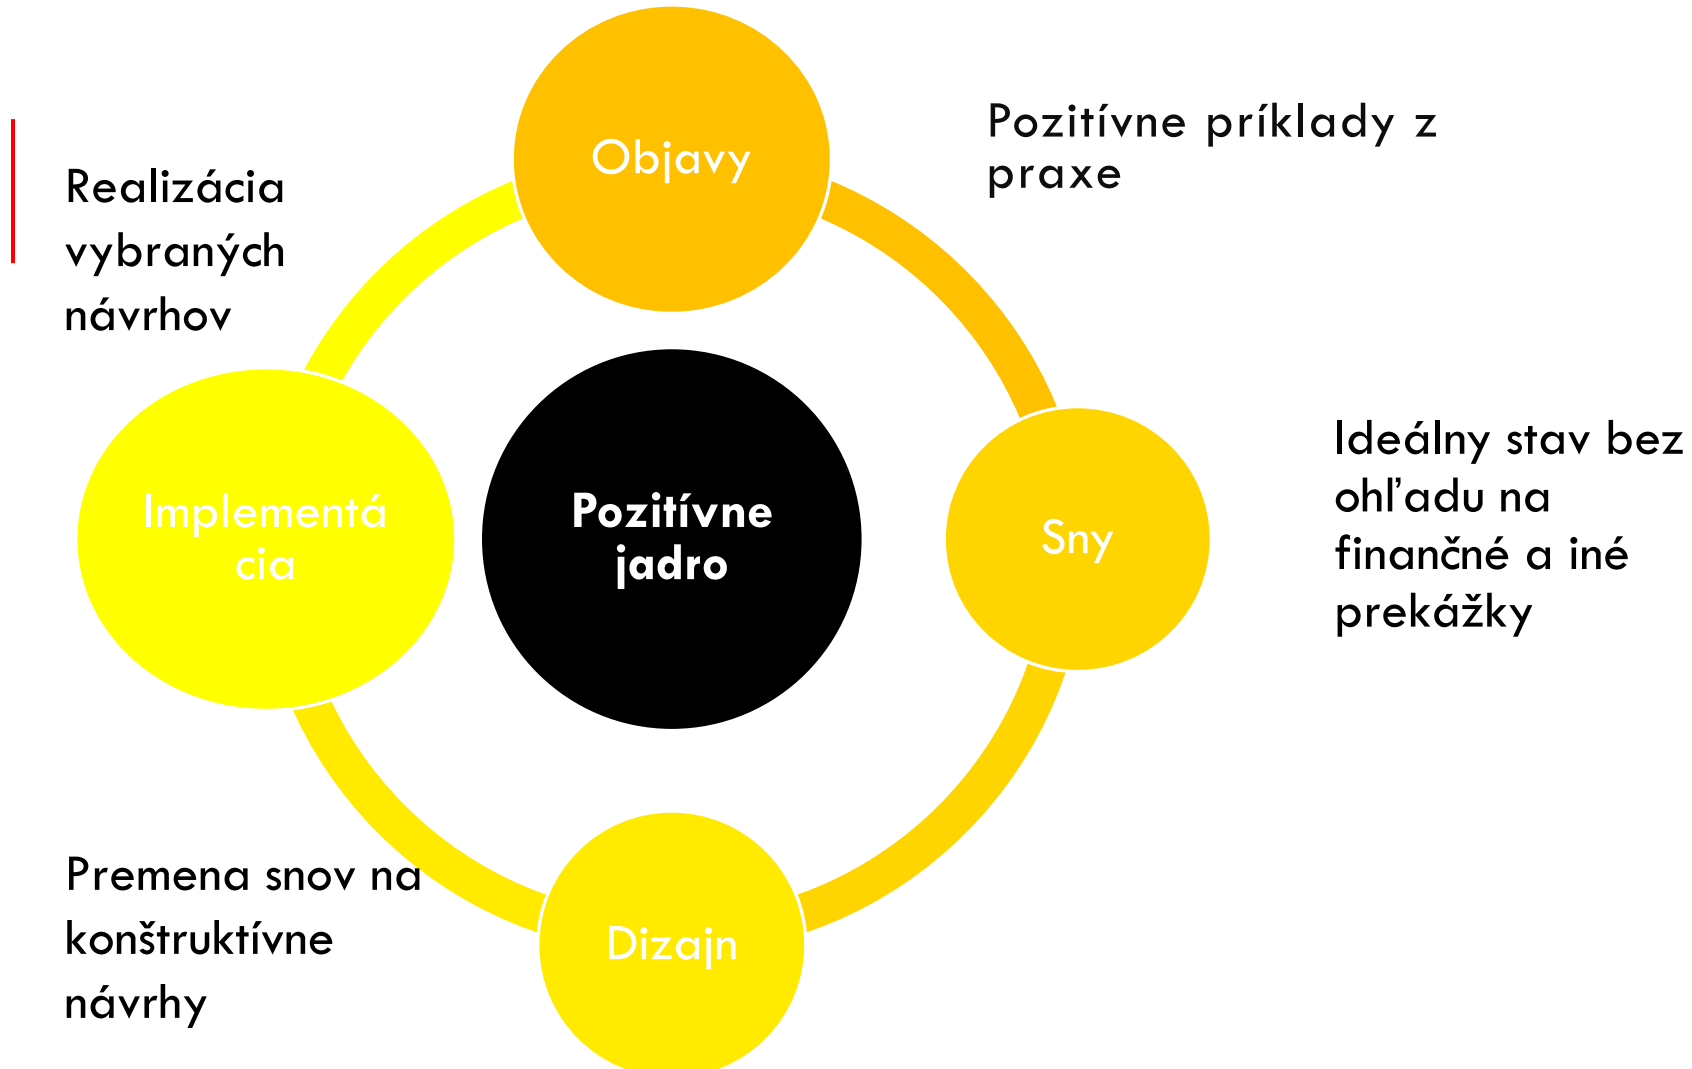 Objavy
Pozitívne príklady z
praxe
Realizácia
vybraných
návrhov
Implementá
cia
Pozitívne
jadro
Sny
Ideálny stav bez
ohľadu na
finančné a iné
prekážky
Premena snov na
konštruktívne
návrhy
Dizajn